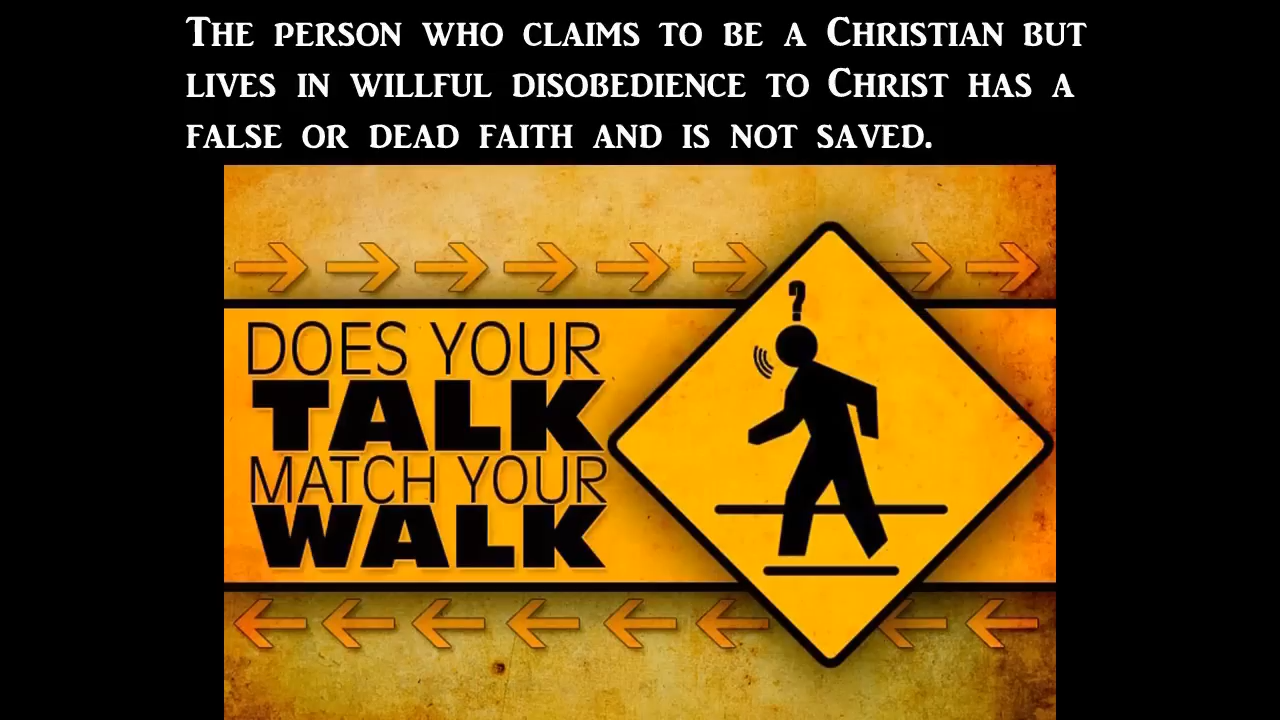 The person who claims to be a Christian but
lives in willful disobedience to Christ has a
false or dead faith and is not saved.
?
DOES YOUR
TALK
MATCH YOUR
WALK